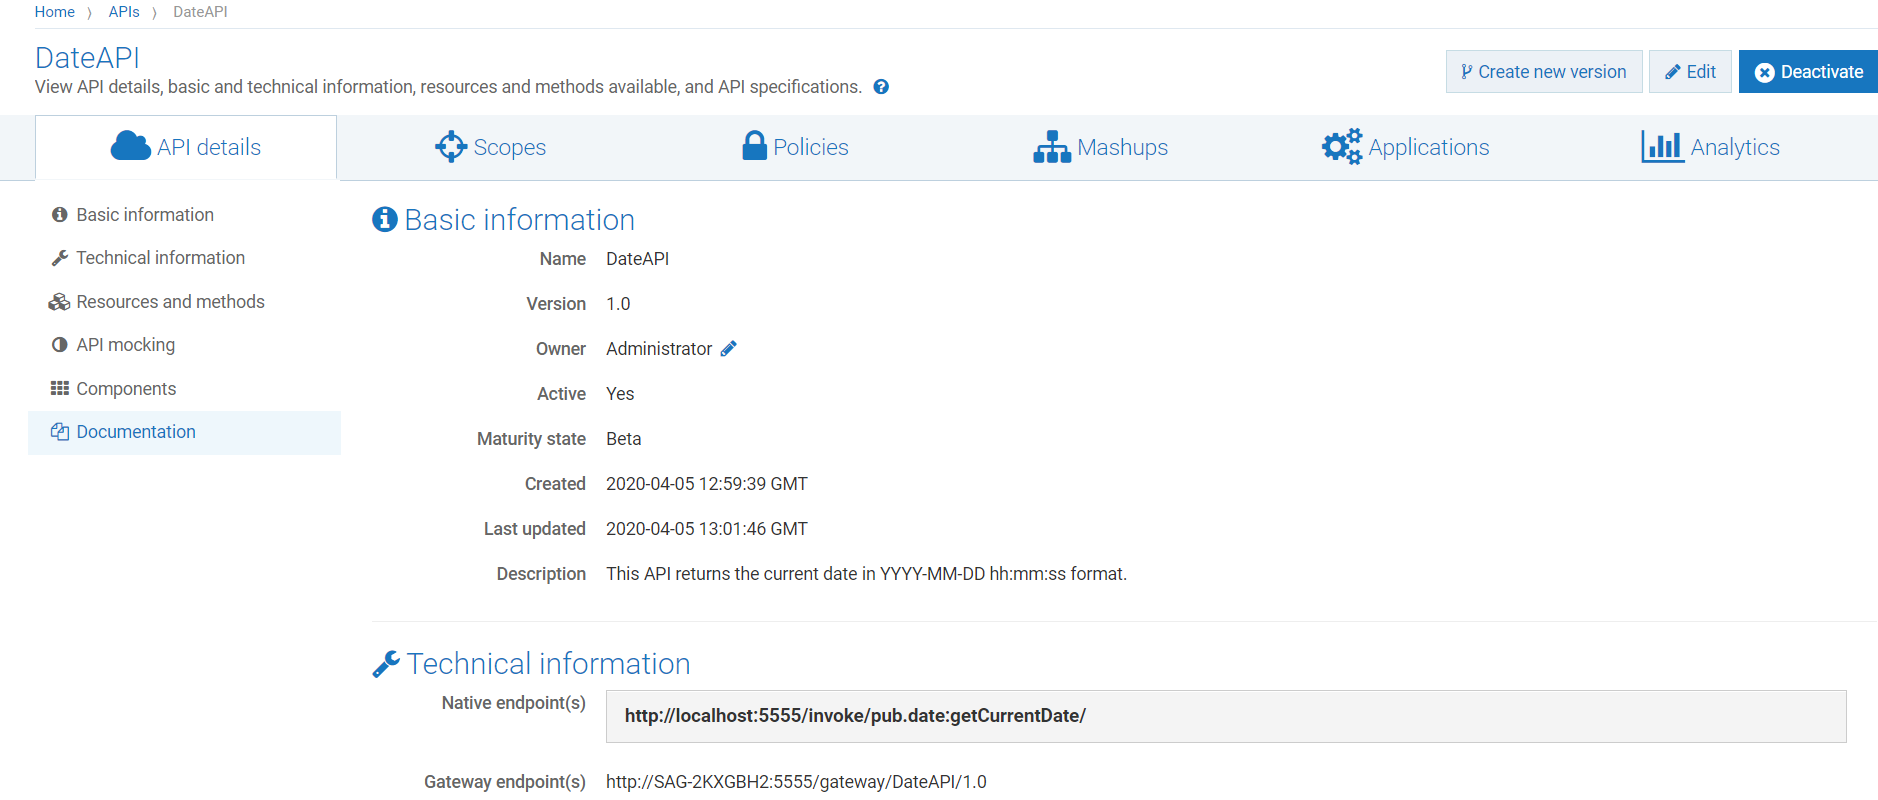 Home 〉 APIs 〉 DateAPI
DateAPI
View API details, basic and technical information, resources and methods available, and API specifications.
Create new version
Edit
Deactivate
API details
Scopes
Policies
Mashups
Applications
Analytics
Basic information
Technical information
Resources and methods
API mocking
Components
Documentation
Basic information
Name DateAPI
Version 1.0
Owner Administrator
Active Yes
Maturity state Beta
Created 2020-04-05 12:59:39 GMT
Last updated 2020-04-05 13:01:46 GMT
Description This API returns the current date in YYYY-MM-DD hh:mm:ss format.
Technical information
Native endpoint(s) http://localhost:5555/invoke/pub.date:getCurrentDate/
Gateway endpoint(s) http://SAG-2KXGBH2:5555/gateway/DateAPI/1.0